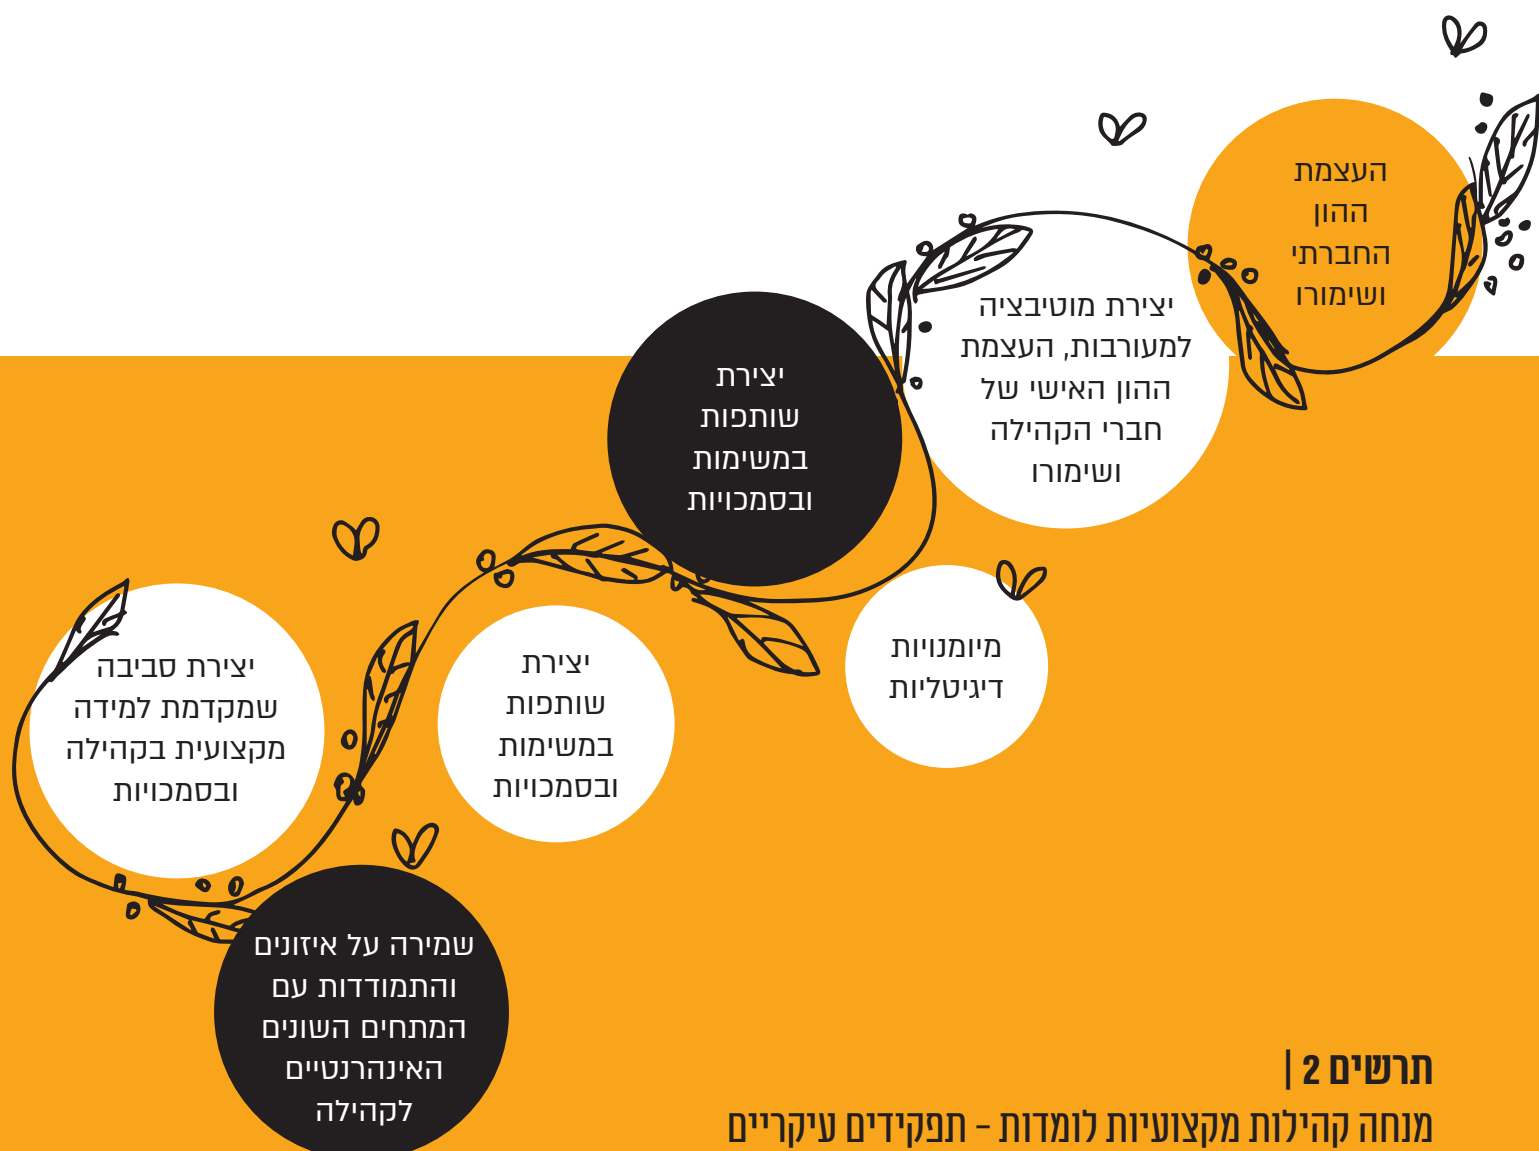 העצמת
ההון
החברתי
ושימורו
יצירת מוטיבציה
למעורבות, העצמת
ההון האישי של
חברי הקהילה
ושימורו
יצירת
שותפות
במשימות
ובסמכויות
מיומנויות
דיגיטליות
יצירת
שותפות
במשימות
ובסמכויות
יצירת סביבה
שמקדמת למידה
מקצועית בקהילה
ובסמכויות
שמירה על איזונים
והתמודדות עם
המתחים השונים
האינהרנטיים
לקהילה
תרשים 2 |
מנחה קהילות מקצועיות לומדות - תפקידים עיקריים